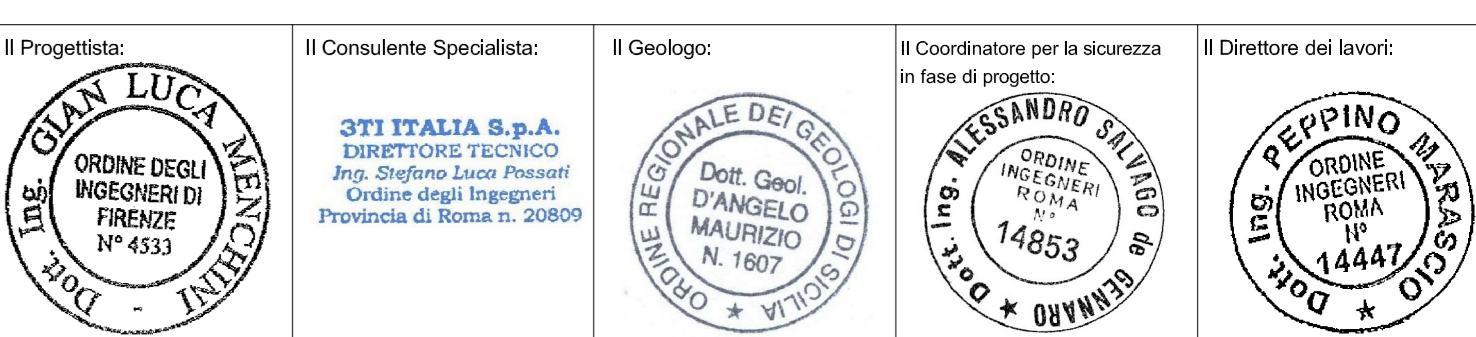 Il Progettista:
Dott. Ing. GIAN LUCA MENCHINI -
ORDINE DEGLI
INGEGNERI DI
FIRENZE
N° 4533
Il Consulente Specialista:
3TI ITALIA S.p.A.
DIRETTORE TECNICO
Ing. Stefano Luca Possati
Ordine degli Ingegneri
Provincia di Roma n. 20809
Il Geologo:
ORDINE REGIONALE DEI GEOLOGI DI SICILIA ★
Dott. Geol.
D'ANGELO
MAURIZIO
N. 1607
Il Coordinatore per la sicurezza
in fase di progetto:
Dott. Ing. ALESSANDRO SALVAGO de GENNARO ★
ORDINE
INGEGNERI
ROMA
N°
14853
Il Direttore dei lavori:
Dott. Ing. PEPPINO MARASCIO ★
ORDINE
INGEGNERI
ROMA
N°
14447